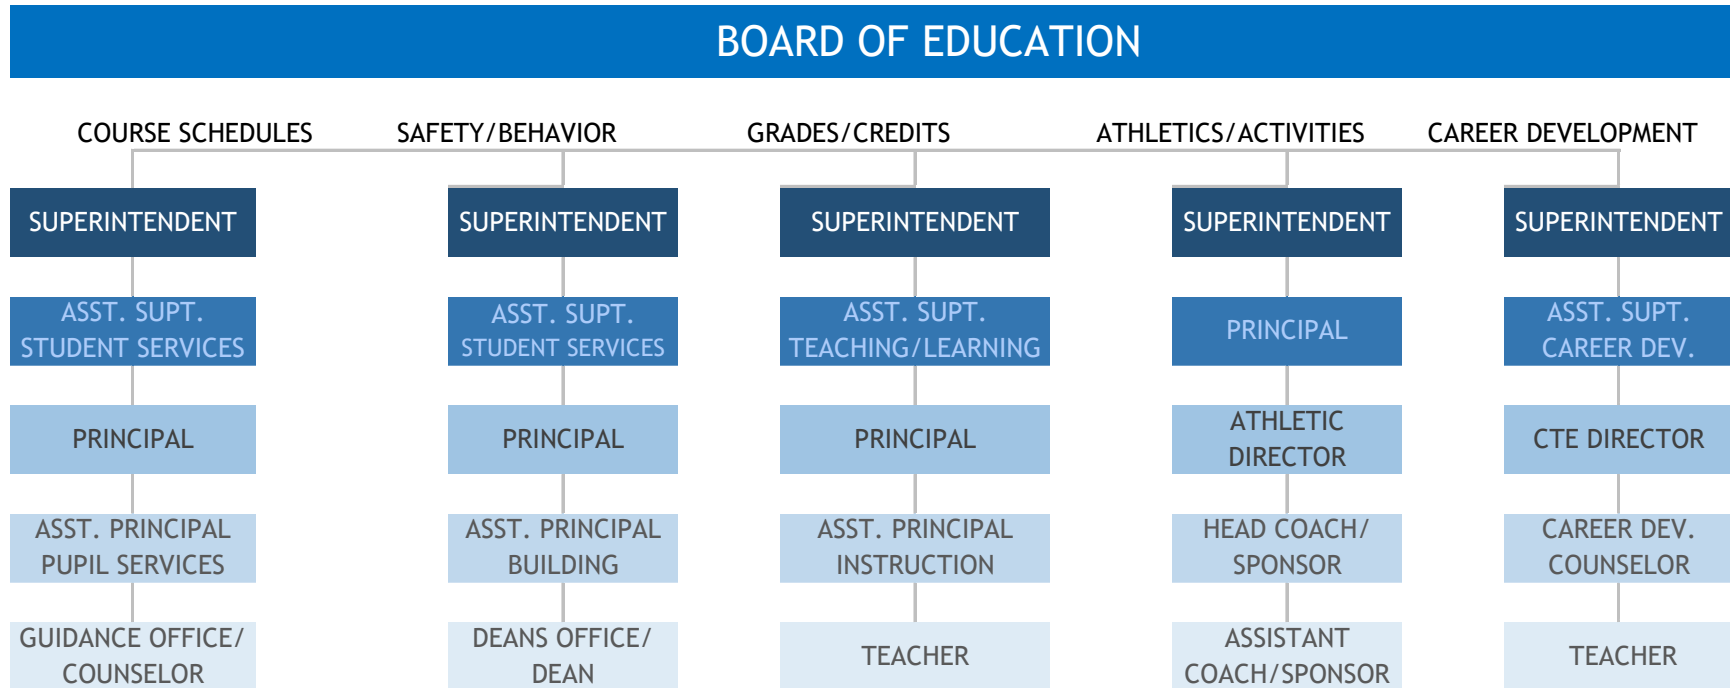 BOARD OF EDUCATION
COURSE SCHEDULES
SAFETY/BEHAVIOR
GRADES/CREDITS
ATHLETICS/ACTIVITIES
CAREER DEVELOPMENT
SUPERINTENDENT
SUPERINTENDENT
SUPERINTENDENT
SUPERINTENDENT
SUPERINTENDENT
ASST. SUPT.
STUDENT SERVICES
ASST. SUPT.
STUDENT SERVICES
ASST. SUPT.
TEACHING/LEARNING
PRINCIPAL
ASST. SUPT.
CAREER DEV.
PRINCIPAL
PRINCIPAL
PRINCIPAL
ATHLETIC
DIRECTOR
CTE DIRECTOR
ASST. PRINCIPAL
PUPIL SERVICES
ASST. PRINCIPAL
BUILDING
ASST. PRINCIPAL
INSTRUCTION
HEAD COACH/
SPONSOR
CAREER DEV.
COUNSELOR
GUIDANCE OFFICE/
COUNSELOR
DEANS OFFICE/
DEAN
TEACHER
ASSISTANT
COACH/SPONSOR
TEACHER